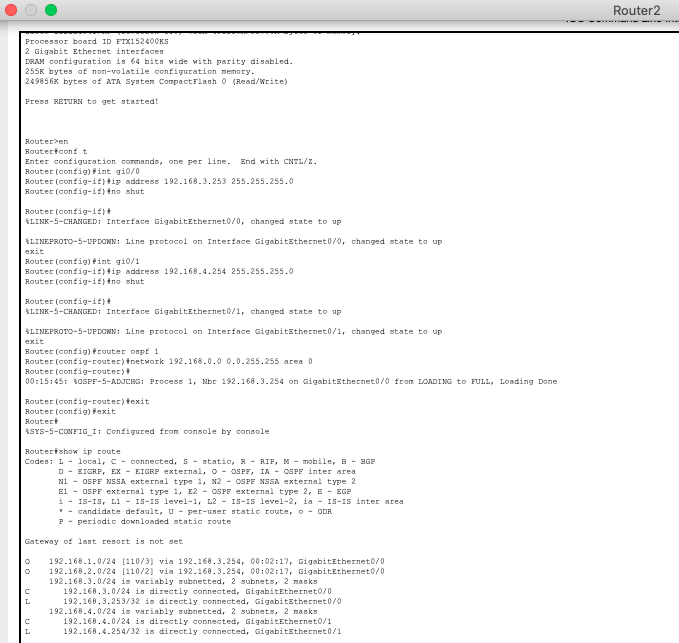 Router2
Processor board ID FTX152400KS
2 Gigabit Ethernet interfaces
DRAM configuration is 64 bits wide with parity disabled.
255K bytes of non-volatile configuration memory.
249856K bytes of ATA System CompactFlash 0 (Read/Write)
Press RETURN to get started!
Router>en
Router#conf t
Enter configuration commands, one per line.  End with CNTL/Z.
Router(config)#int gi0/0
Router(config-if)#ip address 192.168.3.253 255.255.255.0
Router(config-if)#no shut
Router(config-if)#
%LINK-5-CHANGED: Interface GigabitEthernet0/0, changed state to up
%LINEPROTO-5-UPDOWN: Line protocol on Interface GigabitEthernet0/0, changed state to up
exit
Router(config)#int gi0/1
Router(config-if)#ip address 192.168.4.254 255.255.255.0
Router(config-if)#no shut
Router(config-if)#
%LINK-5-CHANGED: Interface GigabitEthernet0/1, changed state to up
%LINEPROTO-5-UPDOWN: Line protocol on Interface GigabitEthernet0/1, changed state to up
exit
Router(config)#router ospf 1
Router(config-router)#network 192.168.0.0 0.0.255.255 area 0
Router(config-router)#
00:15:45: %OSPF-5-ADJCHG: Process 1, Nbr 192.168.3.254 on GigabitEthernet0/0 from LOADING to FULL, Loading Done
Router(config-router)#exit
Router(config)#exit
Router#
%SYS-5-CONFIG_I: Configured from console by console
Router#show ip route
Codes: L - local, C - connected, S - static, R - RIP, M - mobile, B - BGP
D - EIGRP, EX - EIGRP external, O - OSPF, IA - OSPF inter area
N1 - OSPF NSSA external type 1, N2 - OSPF NSSA external type 2
E1 - OSPF external type 1, E2 - OSPF external type 2, E - EGP
i - IS-IS, L1 - IS-IS level-1, L2 - IS-IS level-2, ia - IS-IS inter area
* - candidate default, U - per-user static route, o - ODR
P - periodic downloaded static route
Gateway of last resort is not set
O    192.168.1.0/24 [110/3] via 192.168.3.254, 00:02:17, GigabitEthernet0/0
O    192.168.2.0/24 [110/2] via 192.168.3.254, 00:02:17, GigabitEthernet0/0
192.168.3.0/24 is variably subnetted, 2 subnets, 2 masks
C       192.168.3.0/24 is directly connected, GigabitEthernet0/0
L       192.168.3.253/32 is directly connected, GigabitEthernet0/0
192.168.4.0/24 is variably subnetted, 2 subnets, 2 masks
C       192.168.4.0/24 is directly connected, GigabitEthernet0/1
L       192.168.4.254/32 is directly connected, GigabitEthernet0/1